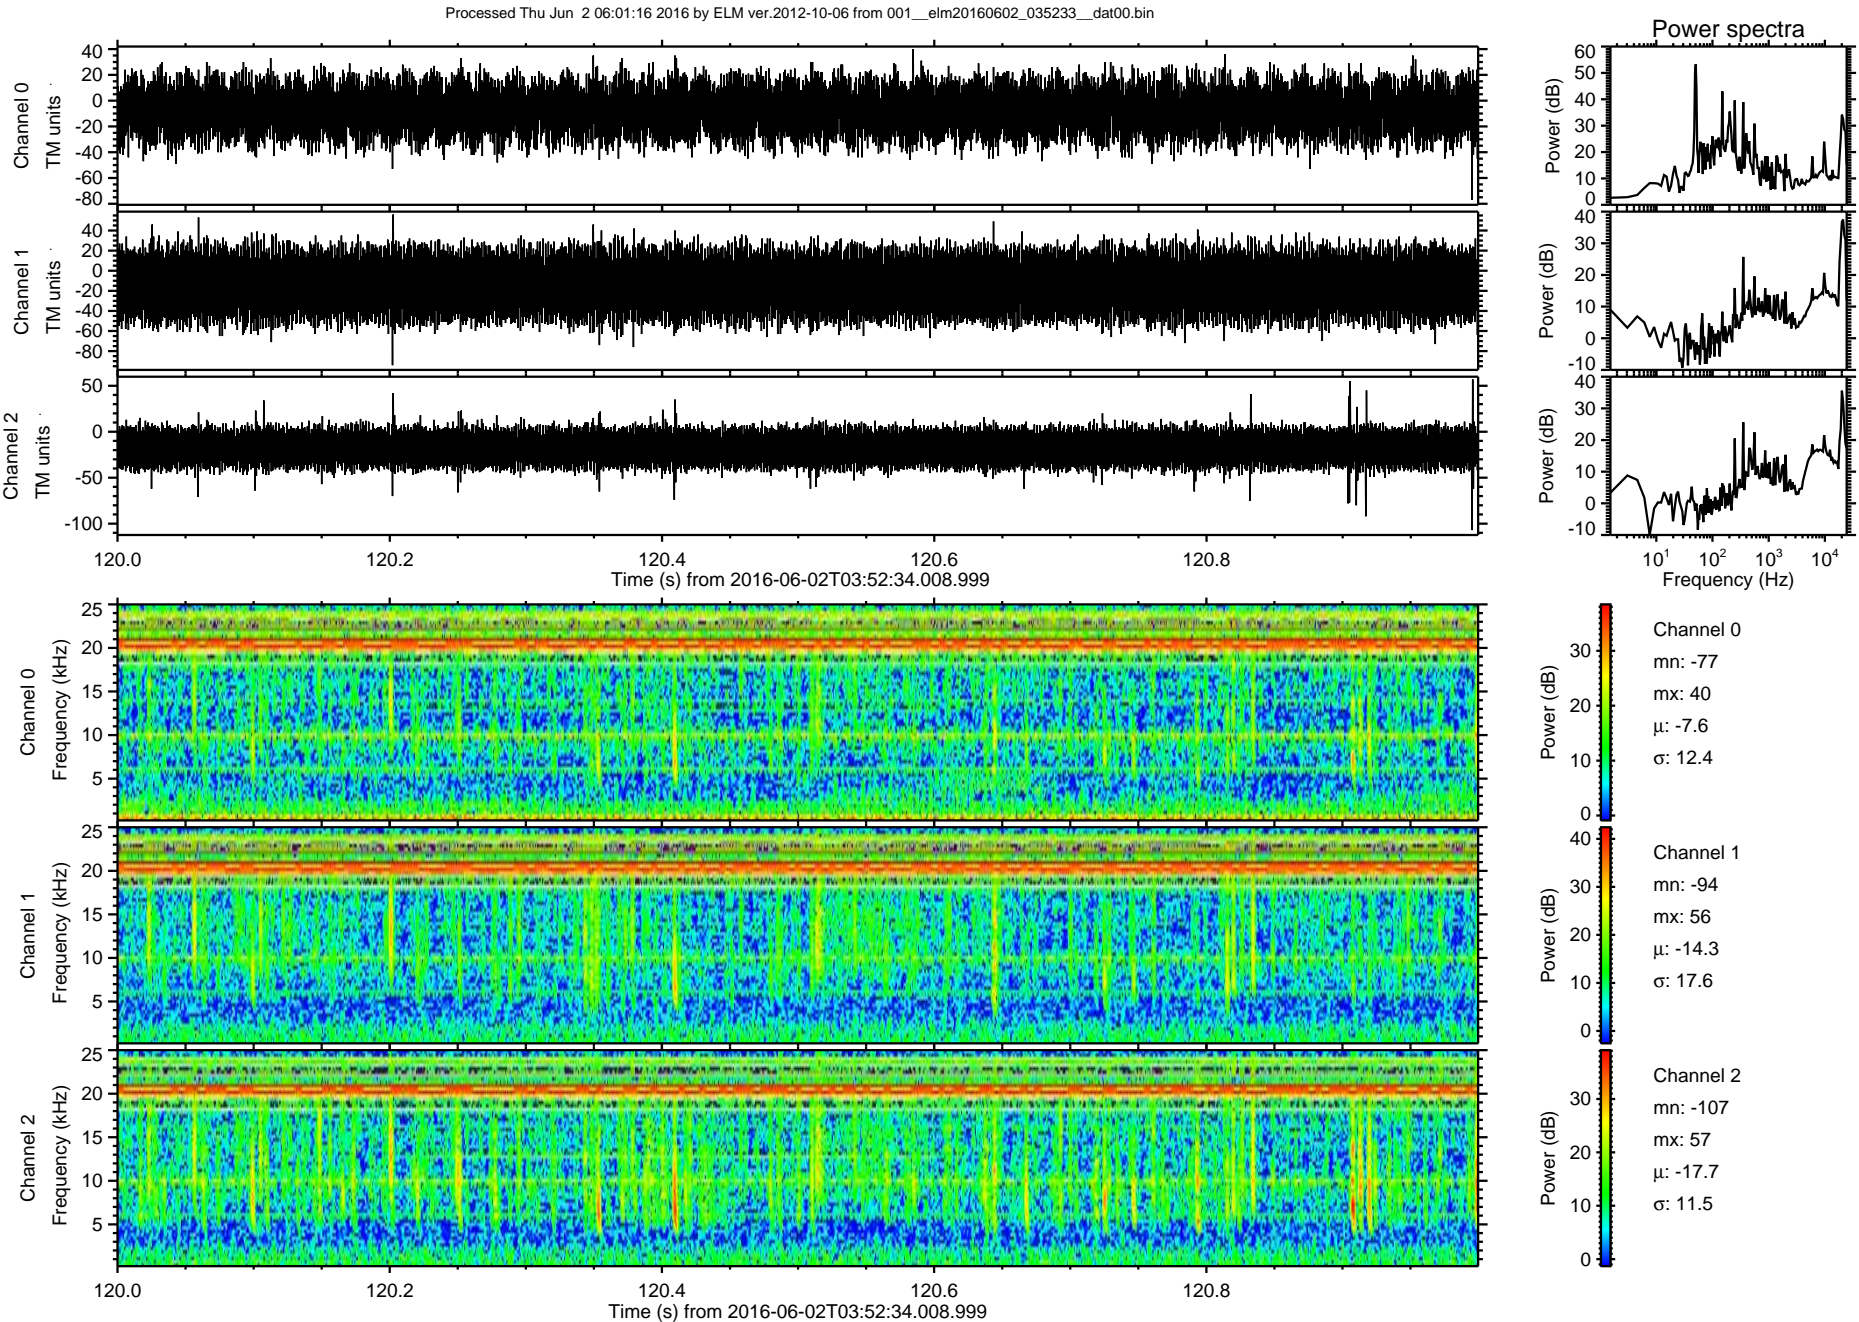 Processed Thu Jun  2 06:01:16 2016 by ELM ver.2012-10-06 from 001__elm20160602_035233__dat00.bin
Power spectra
Channel 0
TM units
40
20
0
-20
-40
-60
-80
Power (dB)
60
50
40
30
20
10
0
Channel 1
TM units
40
20
0
-20
-40
-60
-80
Power (dB)
40
30
20
10
0
-10
Channel 2
TM units
50
0
-50
-100
Power (dB)
40
30
20
10
0
-10
120.0 120.2 120.4 120.6 120.8
Time (s) from 2016-06-02T03:52:34.008.999
10¹ 10² 10³ 10⁴
Frequency (Hz)
Channel 0
Frequency (kHz)
25
20
15
10
5
Power (dB)
30
20
10
0
Channel 0
mn: -77
mx: 40
μ: -7.6
σ: 12.4
Channel 1
Frequency (kHz)
25
20
15
10
5
Power (dB)
40
30
20
10
0
Channel 1
mn: -94
mx: 56
μ: -14.3
σ: 17.6
Channel 2
Frequency (kHz)
25
20
15
10
5
Power (dB)
30
20
10
0
Channel 2
mn: -107
mx: 57
μ: -17.7
σ: 11.5
120.0 120.2 120.4 120.6 120.8
Time (s) from 2016-06-02T03:52:34.008.999